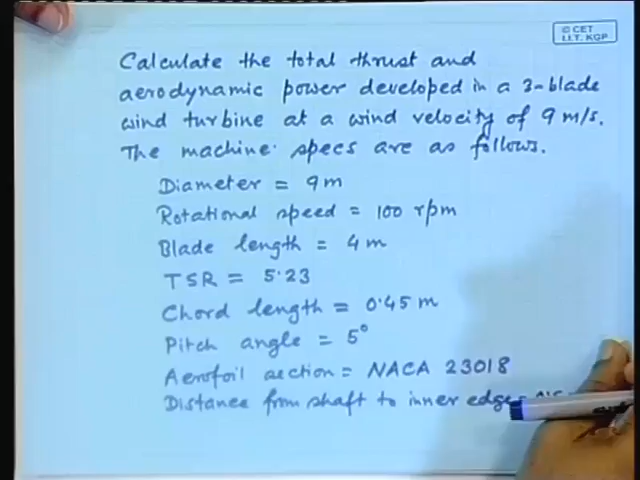 © CET
I.I.T. KGP
Calculate the total thrust and
aerodynamic power developed in a 3-blade
wind turbine at a wind velocity of 9 m/s.
The machine specs are as follows.
Diameter = 9m
Rotational speed = 100 rpm
Blade length = 4 m
TSR = 5.23
Chord length = 0.45 m
Pitch angle = 5°
Aerofoil section = NACA 23018
Distance from shaft to inner edge